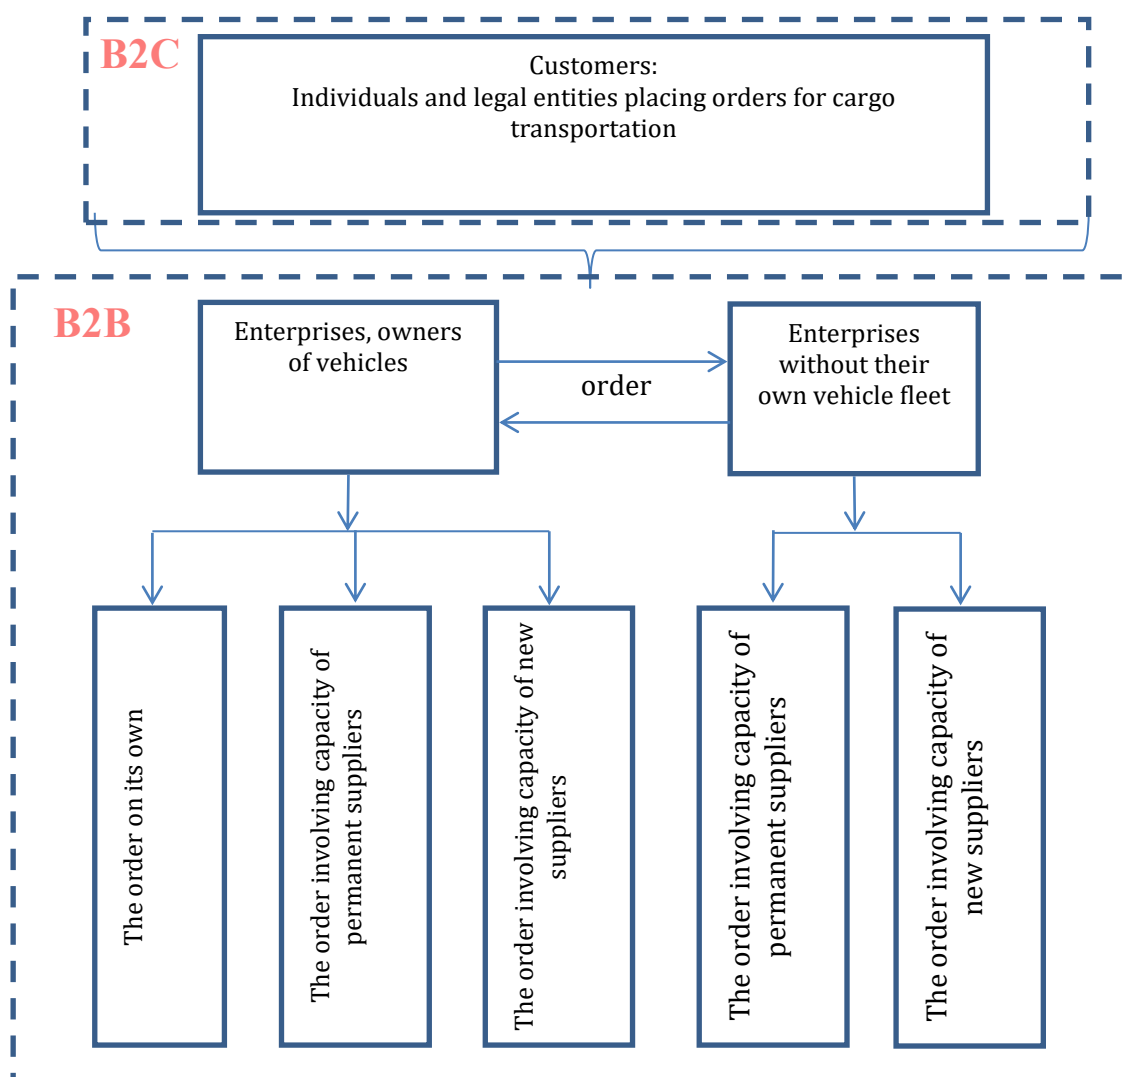 B2C
Customers:
Individuals and legal entities placing orders for cargo
transportation
B2B
Enterprises, owners
of vehicles
order
Enterprises
without their
own vehicle fleet
The order on its own
The order involving capacity of
permanent suppliers
The order involving capacity of new
suppliers
The order involving capacity of
permanent suppliers
The order involving capacity of
new suppliers